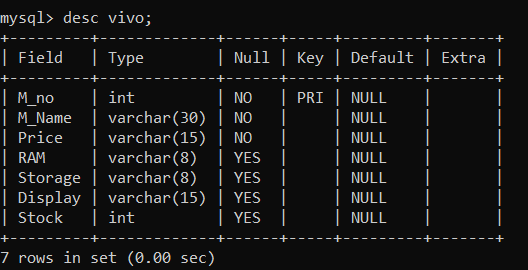 mysql> desc vivo;
+---------+-------------+------+-----+---------+-------+
| Field   | Type        | Null | Key | Default | Extra |
+---------+-------------+------+-----+---------+-------+
| M_no    | int         | NO   | PRI | NULL    |       |
| M_Name  | varchar(30) | NO   |     | NULL    |       |
| Price   | varchar(15) | NO   |     | NULL    |       |
| RAM     | varchar(8)  | YES  |     | NULL    |       |
| Storage | varchar(8)  | YES  |     | NULL    |       |
| Display | varchar(15) | YES  |     | NULL    |       |
| Stock   | int         | YES  |     | NULL    |       |
+---------+-------------+------+-----+---------+-------+
7 rows in set (0.00 sec)